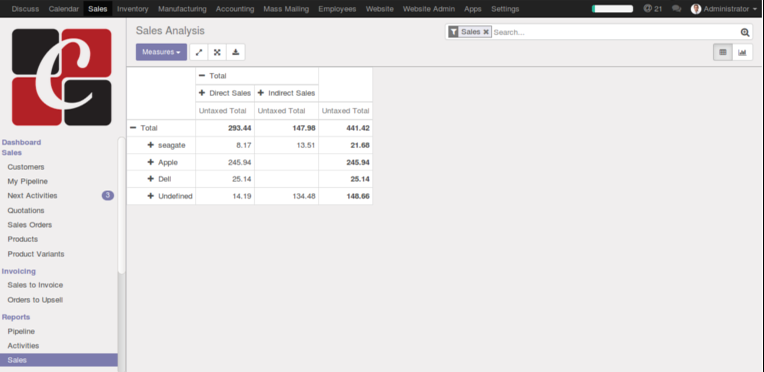 Discuss Calendar Sales Inventory Manufacturing Accounting Mass Mailing Employees Website Website Admin Apps Settings @ 21 Administrator
C
Dashboard
Sales
Customers
My Pipeline
Next Activities 3
Quotations
Sales Orders
Products
Product Variants
Invoicing
Sales to Invoice
Orders to Upsell
Reports
Pipeline
Activities
Sales
Sales Analysis
Sales Search...
Measures
Total
Direct Sales Indirect Sales
Untaxed Total Untaxed Total Untaxed Total
Total 293.44 147.98 441.42
seagate 8.17 13.51 21.68
Apple 245.94 245.94
Dell 25.14 25.14
Undefined 14.19 134.48 148.66